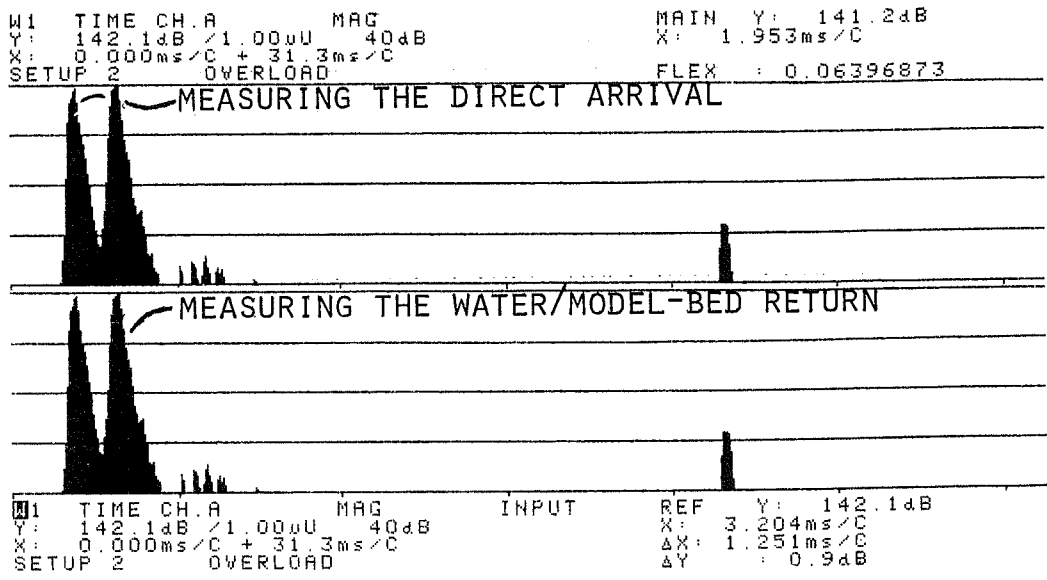 W1 TIME CH.A MAG MAIN Y: 141.2dB
Y: 142.1dB /1.00uU 40dB X: 1.953ms/C
X: 0.000ms/C + 31.3ms/C
SETUP 2 OVERLOAD FLEX : 0.06396873
MEASURING THE DIRECT ARRIVAL
MEASURING THE WATER/MODEL-BED RETURN
W1 TIME CH.A MAG INPUT REF Y: 142.1dB
Y: 142.1dB /1.00uU 40dB X: 3.204ms/C
X: 0.000ms/C + 31.3ms/C ΔX: 1.251ms/C
SETUP 2 OVERLOAD ΔY : 0.9dB